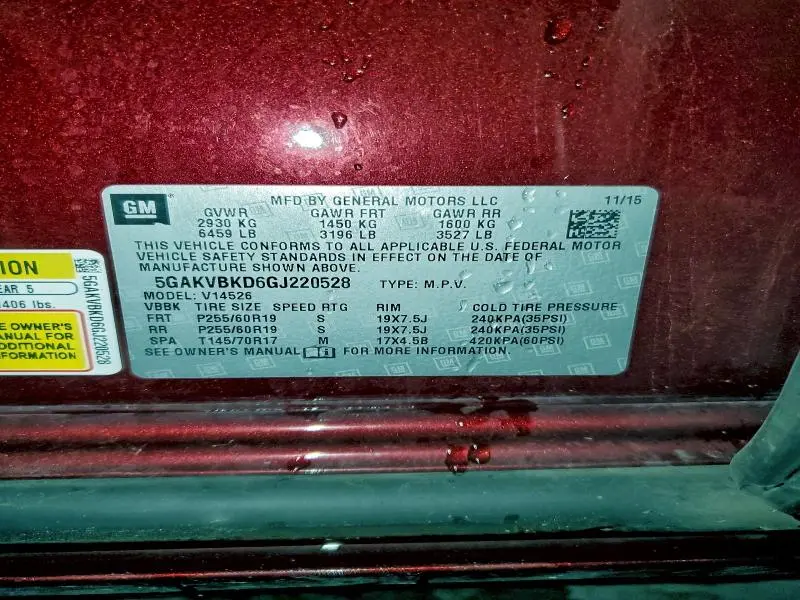 GM
MFD BY GENERAL MOTORS LLC 11/15
GVWR GAWR FRT GAWR RR
2930 KG 1450 KG 1600 KG
6459 LB 3196 LB 3527 LB
THIS VEHICLE CONFORMS TO ALL APPLICABLE U.S. FEDERAL MOTOR
VEHICLE SAFETY STANDARDS IN EFFECT ON THE DATE OF
MANUFACTURE SHOWN ABOVE.
5GAKVBKD6GJ220528 TYPE: M.P.V.
MODEL: V14526
VBBK TIRE SIZE SPEED RTG RIM COLD TIRE PRESSURE
FRT P255/60R19 S 19X7.5J 240KPA(35PSI)
RR P255/60R19 S 19X7.5J 240KPA(35PSI)
SPA T145/70R17 M 17X4.5B 420KPA(60PSI)
SEE OWNER'S MANUAL FOR MORE INFORMATION.
ION
EAR 5
406 lbs.
E OWNER'S
ANUAL FOR
DDITIONAL
FORMATION
5GAKVBKD6GJ220528